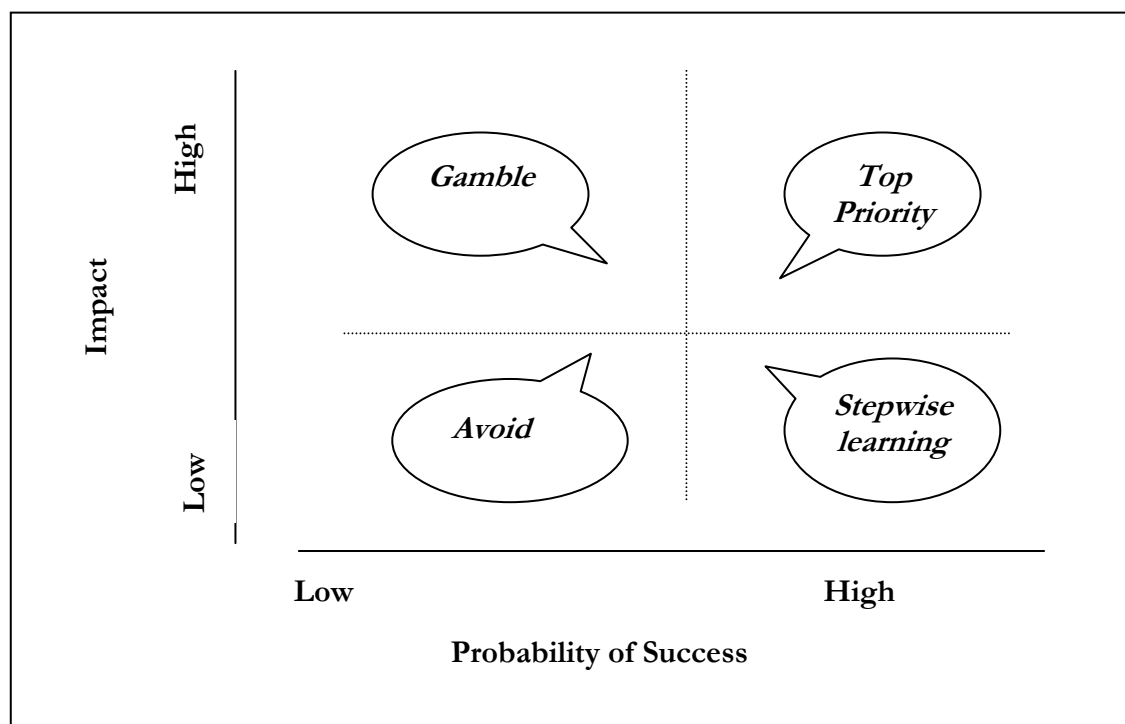 High
Gamble
Top
Priority
Impact
Low
Avoid
Stepwise
learning
Low
High
Probability of Success